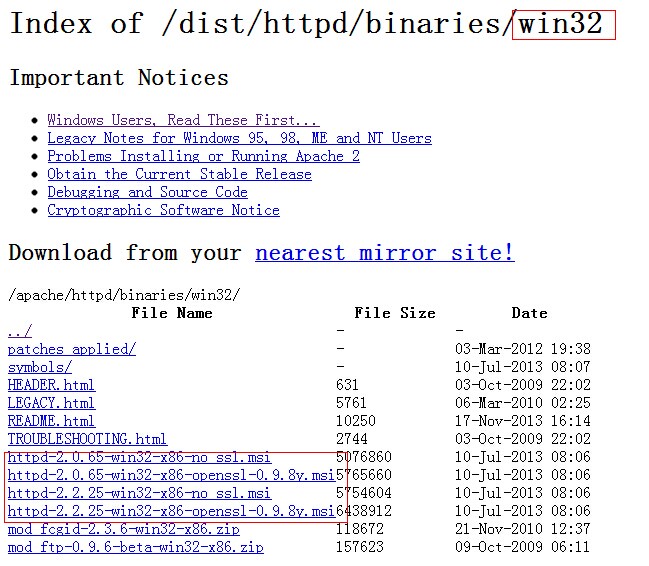 Index of /dist/httpd/binaries/win32
Important Notices
Windows Users, Read These First...
Legacy Notes for Windows 95, 98, ME and NT Users
Problems Installing or Running Apache 2
Obtain the Current Stable Release
Debugging and Source Code
Cryptographic Software Notice
Download from your nearest mirror site!
/apache/httpd/binaries/win32/
File Name File Size Date
../ - -
patches_applied/ - 03-Mar-2012 19:38
symbols/ - 10-Jul-2013 08:07
HEADER.html 631 03-Oct-2009 22:02
LEGACY.html 5761 06-Mar-2010 02:25
README.html 10250 17-Nov-2013 16:14
TROUBLESHOOTING.html 2744 03-Oct-2009 22:02
httpd-2.0.65-win32-x86-no_ssl.msi 5076860 10-Jul-2013 08:06
httpd-2.0.65-win32-x86-openssl-0.9.8y.msi 5765660 10-Jul-2013 08:06
httpd-2.2.25-win32-x86-no_ssl.msi 5754604 10-Jul-2013 08:06
httpd-2.2.25-win32-x86-openssl-0.9.8y.msi 6438912 10-Jul-2013 08:06
mod_fcgid-2.3.6-win32-x86.zip 118672 21-Nov-2010 12:37
mod_ftp-0.9.6-beta-win32-x86.zip 157623 09-Oct-2009 06:11